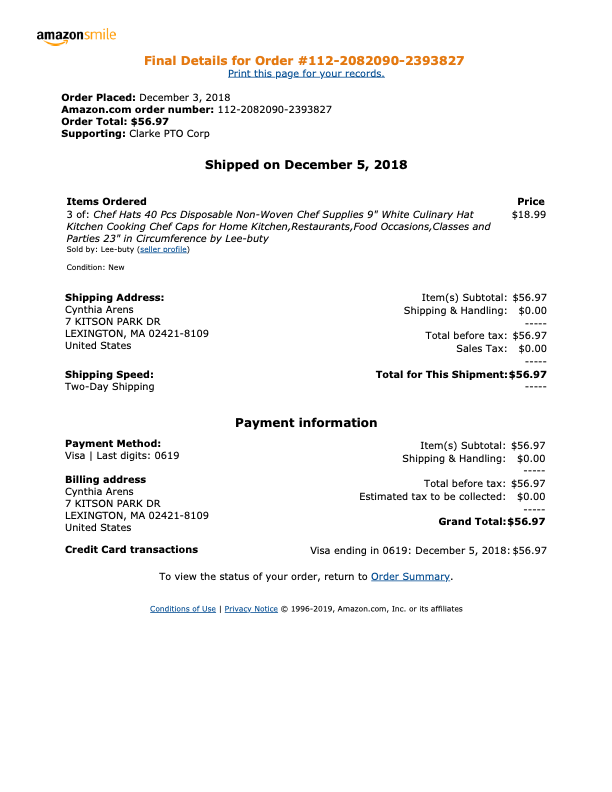 amazonsmile
Final Details for Order #112-2082090-2393827
Print this page for your records.
Order Placed: December 3, 2018
Amazon.com order number: 112-2082090-2393827
Order Total: $56.97
Supporting: Clarke PTO Corp
Shipped on December 5, 2018
Items Ordered Price
3 of: Chef Hats 40 Pcs Disposable Non-Woven Chef Supplies 9" White Culinary Hat $18.99
Kitchen Cooking Chef Caps for Home Kitchen,Restaurants,Food Occasions,Classes and
Parties 23" in Circumference by Lee-buty
Sold by: Lee-buty (seller profile)
Condition: New
Shipping Address:
Cynthia Arens
7 KITSON PARK DR
LEXINGTON, MA 02421-8109
United States
Shipping Speed:
Two-Day Shipping
Item(s) Subtotal: $56.97
Shipping & Handling: $0.00
-----
Total before tax: $56.97
Sales Tax: $0.00
-----
Total for This Shipment:$56.97
-----
Payment information
Payment Method:
Visa | Last digits: 0619
Billing address
Cynthia Arens
7 KITSON PARK DR
LEXINGTON, MA 02421-8109
United States
Item(s) Subtotal: $56.97
Shipping & Handling: $0.00
-----
Total before tax: $56.97
Estimated tax to be collected: $0.00
-----
Grand Total:$56.97
Credit Card transactions Visa ending in 0619: December 5, 2018:$56.97
To view the status of your order, return to Order Summary.
Conditions of Use | Privacy Notice © 1996-2019, Amazon.com, Inc. or its affiliates